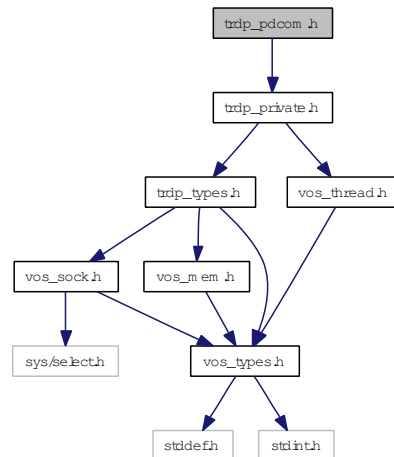 trdp_pdcom.h
trdp_private.h
trdp_types.h
vos_thread.h
vos_sock.h
vos_mem.h
sys/select.h
vos_types.h
stddef.h
stdint.h